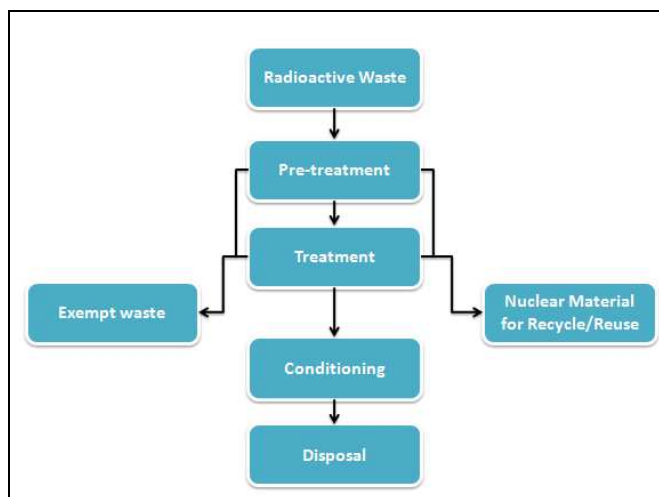 Radioactive Waste
Pre-treatment
Treatment
Exempt waste
Nuclear Material
for Recycle/Reuse
Conditioning
Disposal